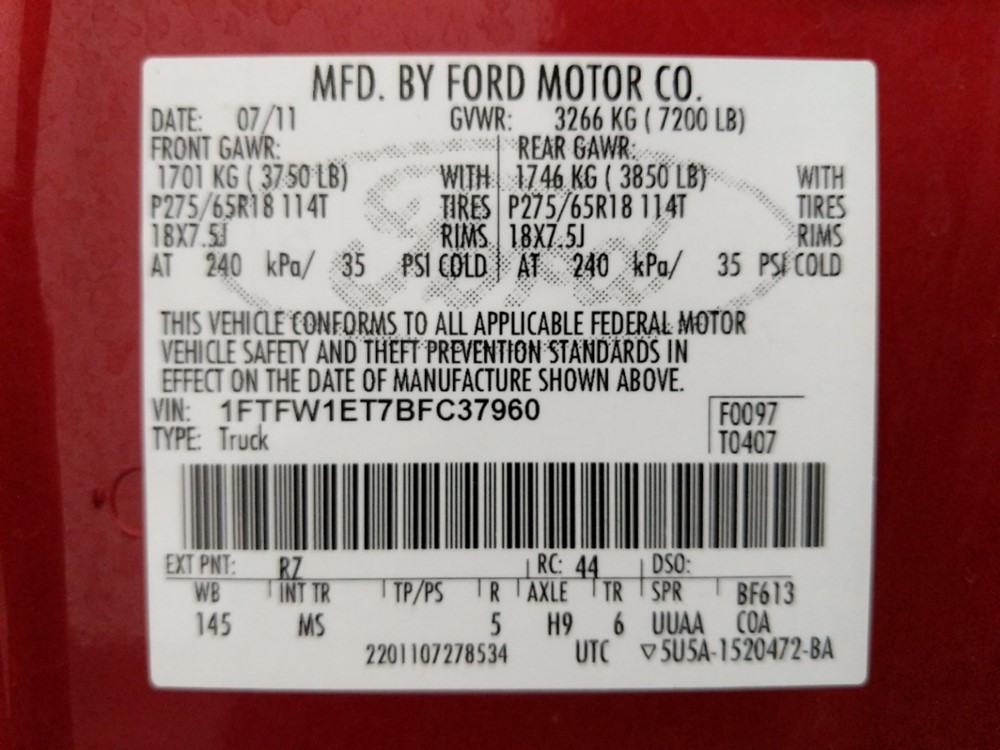 MFD. BY FORD MOTOR CO.
DATE: 07/11 GVWR: 3266 KG ( 7200 LB)
FRONT GAWR: REAR GAWR:
1701 KG ( 3750 LB) WITH 1746 KG ( 3850 LB) WITH
P275/65R18 114T TIRES P275/65R18 114T TIRES
18X7.5J RIMS 18X7.5J RIMS
AT 240 kPa/ 35 PSI COLD AT 240 kPa/ 35 PSI COLD
Ford
THIS VEHICLE CONFORMS TO ALL APPLICABLE FEDERAL MOTOR
VEHICLE SAFETY AND THEFT PREVENTION STANDARDS IN
EFFECT ON THE DATE OF MANUFACTURE SHOWN ABOVE.
VIN: 1FTFW1ET7BFC37960 F0097
TYPE: Truck T0407
EXT PNT: RZ RC: 44 DSO:
WB INT TR TP/PS R AXLE TR SPR BF613
145 MS 5 H9 6 UUAA COA
2201107278534 UTC ▽5U5A-1520472-BA